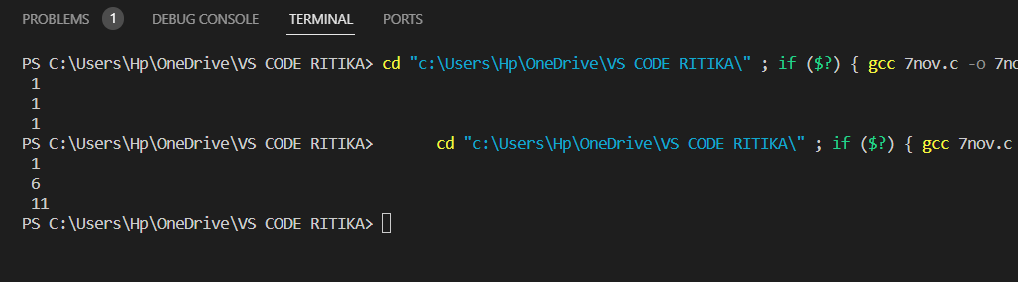 PROBLEMS 1 DEBUG CONSOLE TERMINAL PORTS
PS C:\Users\Hp\OneDrive\VS CODE RITIKA> cd "c:\Users\Hp\OneDrive\VS CODE RITIKA\" ; if ($?) { gcc 7nov.c -o 7no
1
1
1
PS C:\Users\Hp\OneDrive\VS CODE RITIKA> cd "c:\Users\Hp\OneDrive\VS CODE RITIKA\" ; if ($?) { gcc 7nov.c
1
6
11
PS C:\Users\Hp\OneDrive\VS CODE RITIKA>